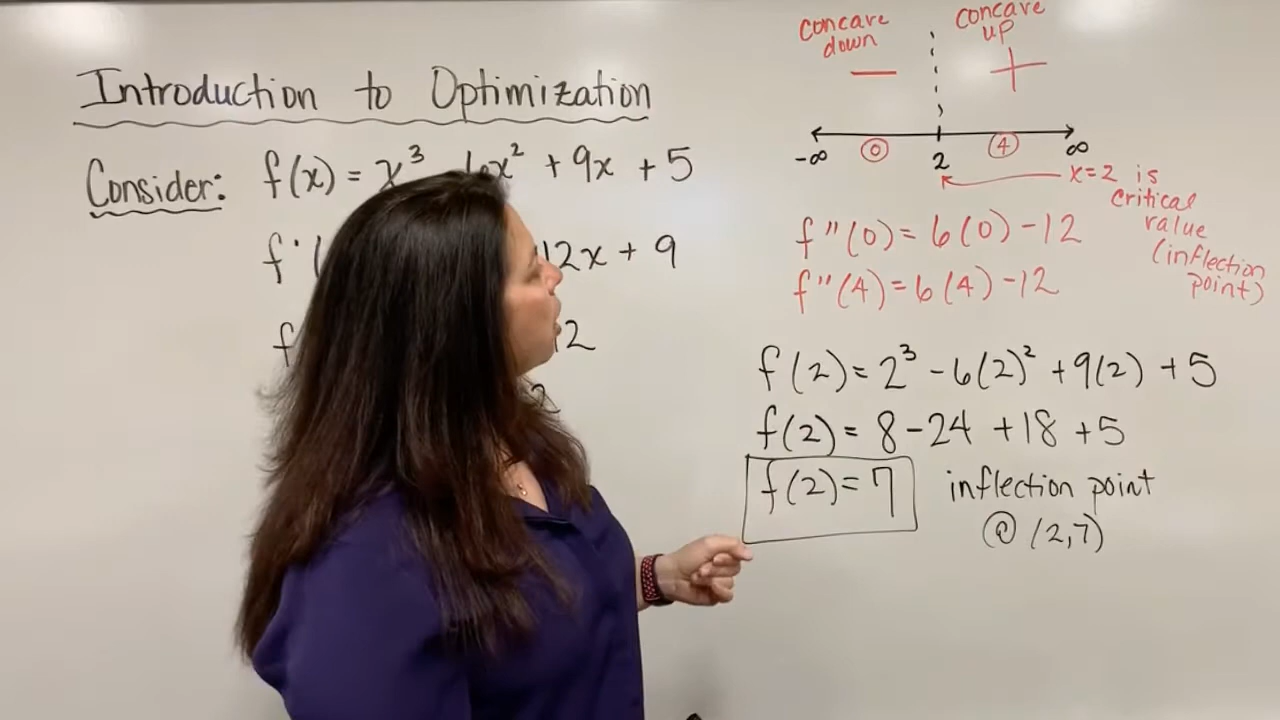 Introduction to Optimization
Consider: f(x) = x³ 6x² + 9x + 5
f'( 12x + 9
f 12
2
concave down
concave up
— +
-∞ 0 2 4 ∞
x=2 is critical value (inflection point)
f"(0) = 6(0) -12
f"(4) = 6(4) -12
f(2) = 2³ - 6(2)² + 9(2) + 5
f(2) = 8 - 24 + 18 + 5
f(2) = 7
inflection point
@ (2,7)